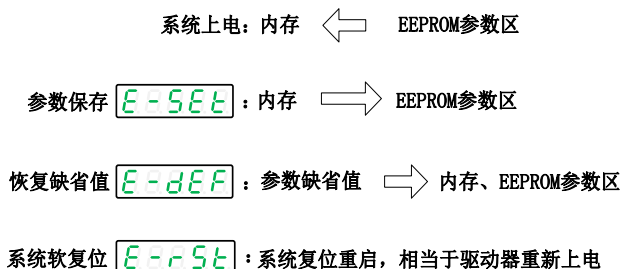 系统上电：内存 EEPROM参数区
参数保存 E-SEt：内存 EEPROM参数区
恢复缺省值 E-dEF：参数缺省值 内存、EEPROM参数区
系统软复位 E-rSt：系统复位重启，相当于驱动器重新上电